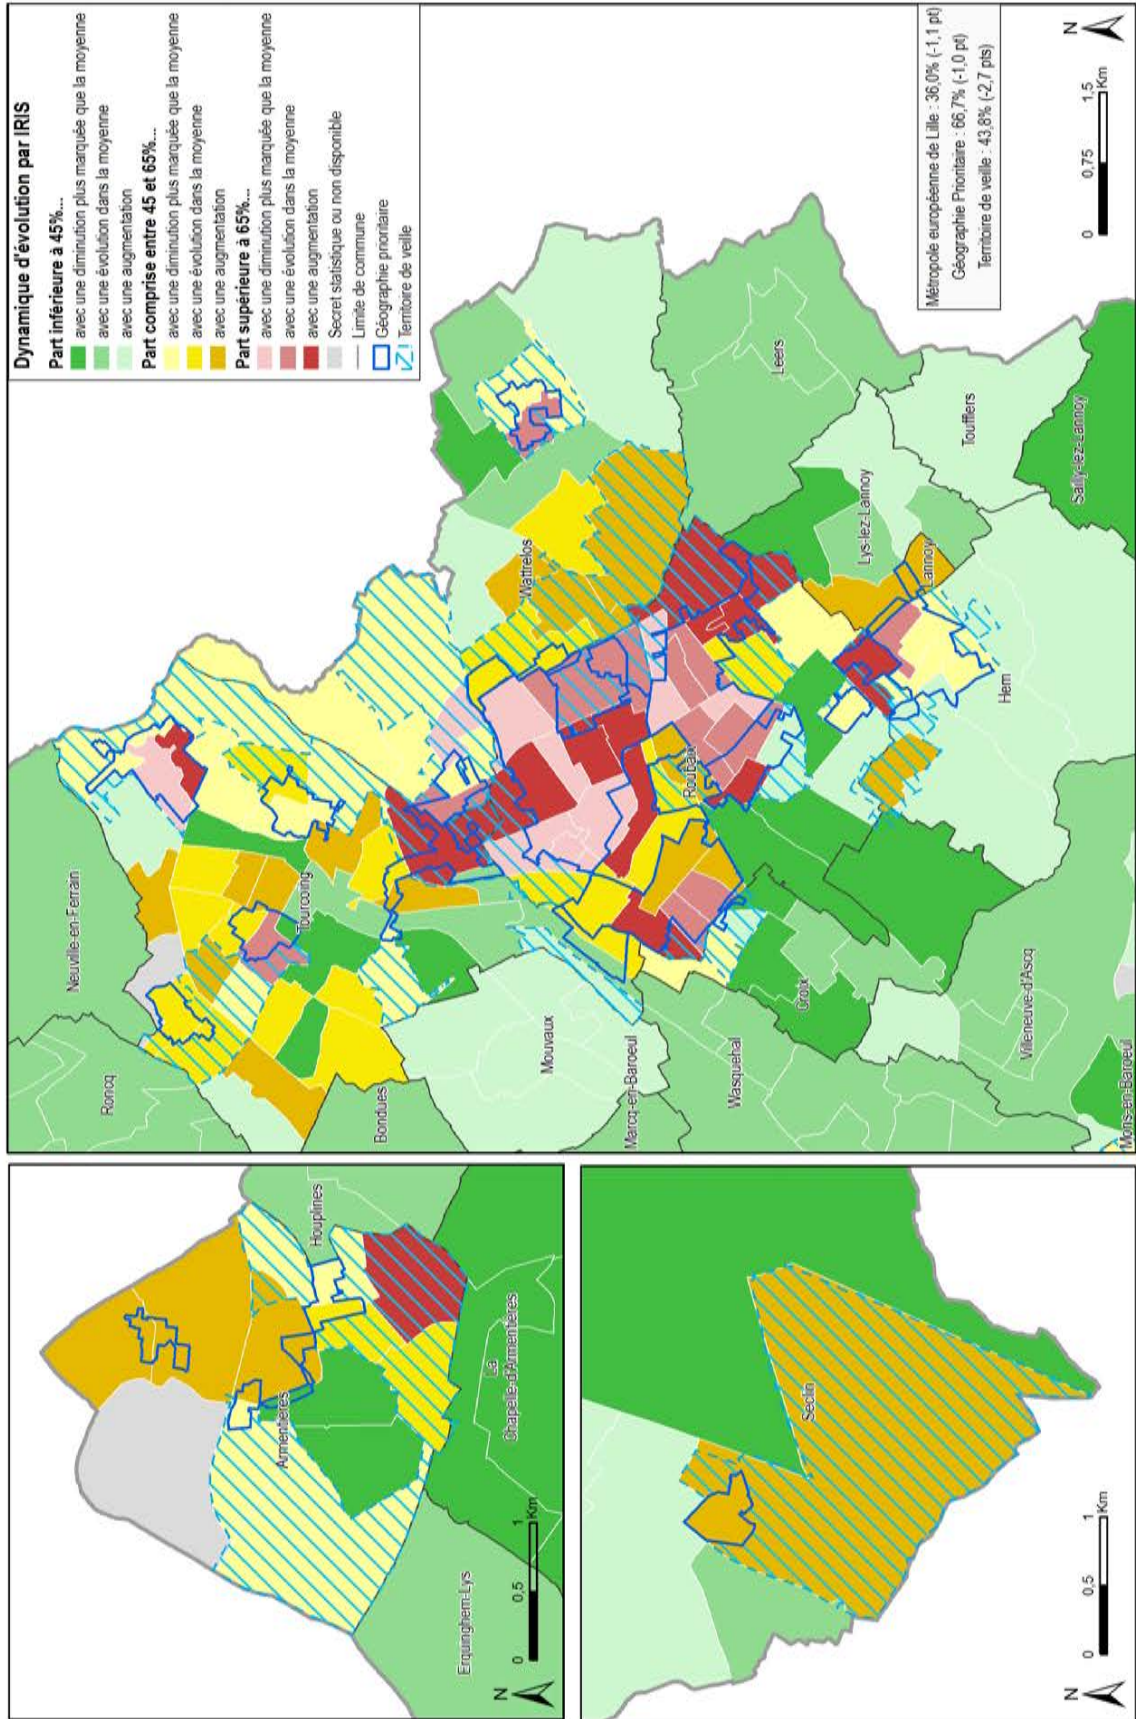 Dynamique d'évolution par IRIS
Part inférieure à 45%...
avec une diminution plus marquée que la moyenne
avec une évolution dans la moyenne
avec une augmentation
Part comprise entre 45 et 65%...
avec une diminution plus marquée que la moyenne
avec une évolution dans la moyenne
avec une augmentation
Part supérieure à 65%...
avec une diminution plus marquée que la moyenne
avec une évolution dans la moyenne
avec une augmentation
Secret statistique ou non disponible
Limite de commune
Géographie prioritaire
Territoire de veille
Métropole européenne de Lille : 36,0% (-1,1 pt)
Géographie Prioritaire : 66,7% (-1,0 pt)
Territoire de veille : 43,8% (-2,7 pts)
N
0 0,75 1,5
Km
Neuville-en-Ferrain
Roncq
Tourcoing
Bondues
Mouvaux
Marcq-en-Baroeul
Wasquehal
Croix
Roubaix
Wattrelos
Leers
Lys-lez-Lannoy
Lannoy
Toufflers
Sailly-lez-Lannoy
Hem
Villeneuve-d'Ascq
Mons-en-Baroeul
Houplines
Armentières
La
Chapelle-d'Armentières
Erquinghem-Lys
N
0 0,5 1
Km
Seclin
N
0 0,5 1
Km